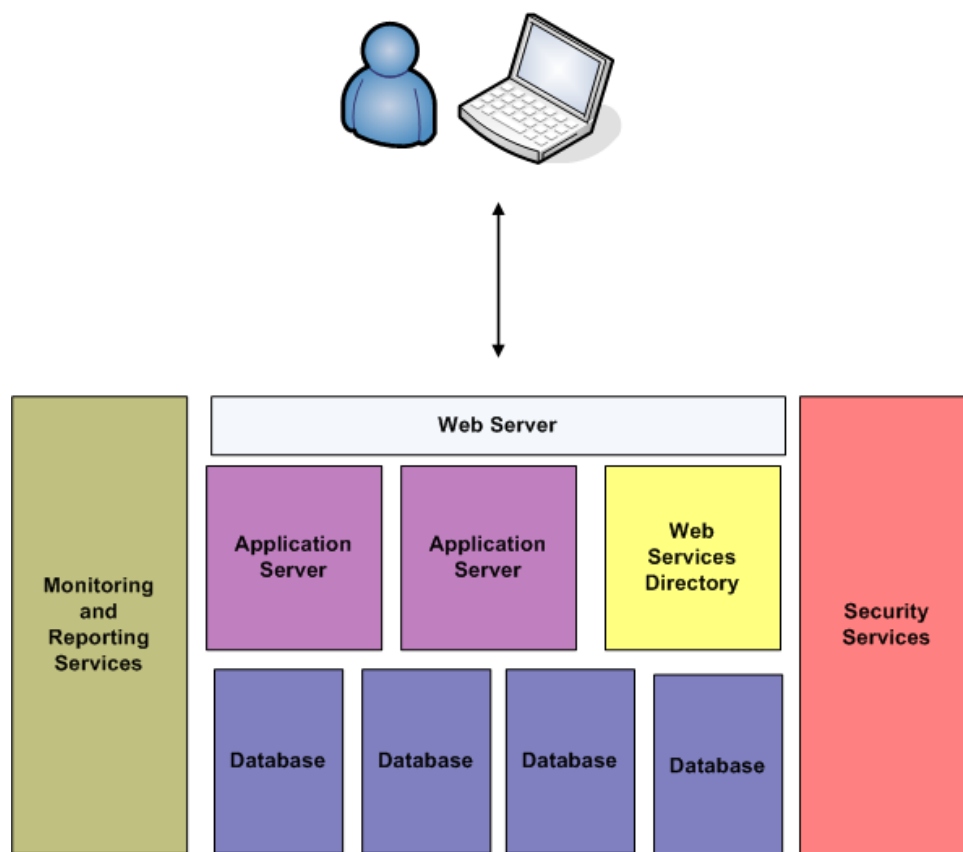 Web Server
Monitoring
and
Reporting
Services
Application
Server
Application
Server
Web
Services
Directory
Security
Services
Database
Database
Database
Database